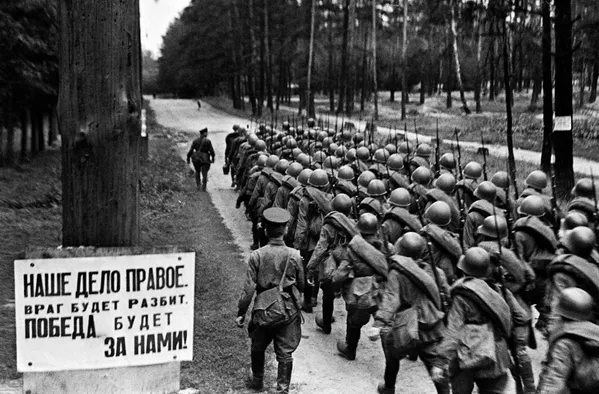 НАШЕ ДЕЛО ПРАВОЕ.
ВРАГ БУДЕТ РАЗБИТ.
ПОБЕДА БУДЕТ
ЗА НАМИ!